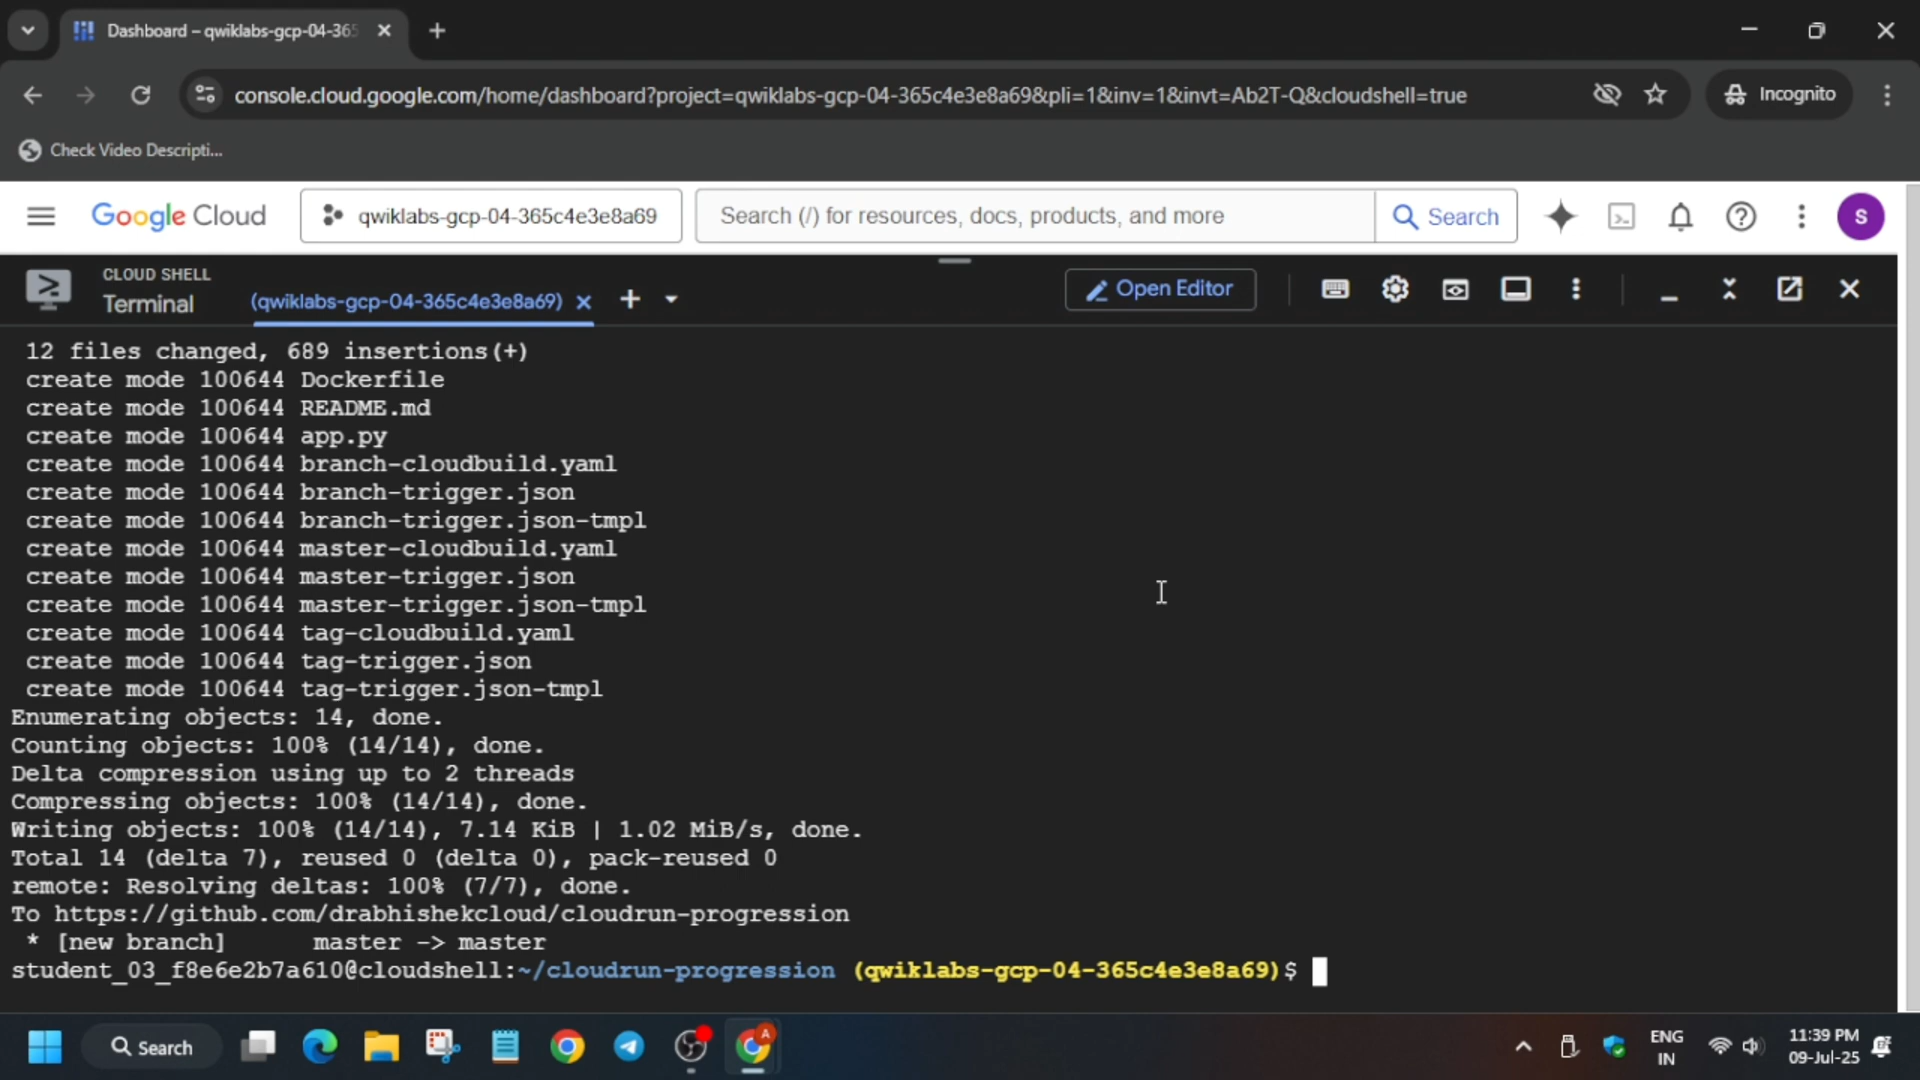 Dashboard – qwiklabs-gcp-04-365
console.cloud.google.com/home/dashboard?project=qwiklabs-gcp-04-365c4e3e8a69&pli=1&inv=1&invt=Ab2T-Q&cloudshell=true
Incognito
Check Video Descripti...
Google Cloud
qwiklabs-gcp-04-365c4e3e8a69
Search (/) for resources, docs, products, and more
Search
S
CLOUD SHELL
Terminal
(qwiklabs-gcp-04-365c4e3e8a69)
Open Editor
12 files changed, 689 insertions(+)
create mode 100644 Dockerfile
create mode 100644 README.md
create mode 100644 app.py
create mode 100644 branch-cloudbuild.yaml
create mode 100644 branch-trigger.json
create mode 100644 branch-trigger.json-tmpl
create mode 100644 master-cloudbuild.yaml
create mode 100644 master-trigger.json
create mode 100644 master-trigger.json-tmpl
create mode 100644 tag-cloudbuild.yaml
create mode 100644 tag-trigger.json
create mode 100644 tag-trigger.json-tmpl
Enumerating objects: 14, done.
Counting objects: 100% (14/14), done.
Delta compression using up to 2 threads
Compressing objects: 100% (14/14), done.
Writing objects: 100% (14/14), 7.14 KiB | 1.02 MiB/s, done.
Total 14 (delta 7), reused 0 (delta 0), pack-reused 0
remote: Resolving deltas: 100% (7/7), done.
To https://github.com/drabhishekcloud/cloudrun-progression
* [new branch] master -> master
student_03_f8e6e2b7a610@cloudshell:~/cloudrun-progression (qwiklabs-gcp-04-365c4e3e8a69)$
Search
A
ENG
IN
11:39 PM
09-Jul-25